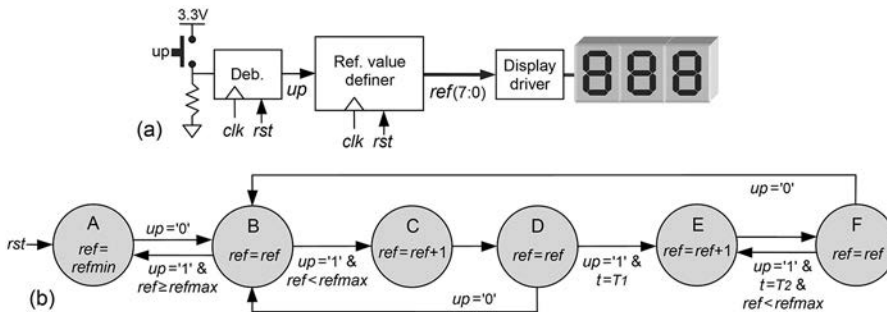 3.3V
up
Deb.
up
Ref. value
definer
ref(7:0)
Display
driver
888
clk
rst
clk
rst
(a)
up='0'
A
B
C
D
E
F
rst
ref=
refmin
up='0'
ref=ref
ref=ref+1
ref=ref
ref=ref+1
ref=ref
up='1' &
ref≥refmax
up='1' &
ref<refmax
up='0'
up='1' &
t=T1
up='1' &
t=T2 &
ref<refmax
(b)